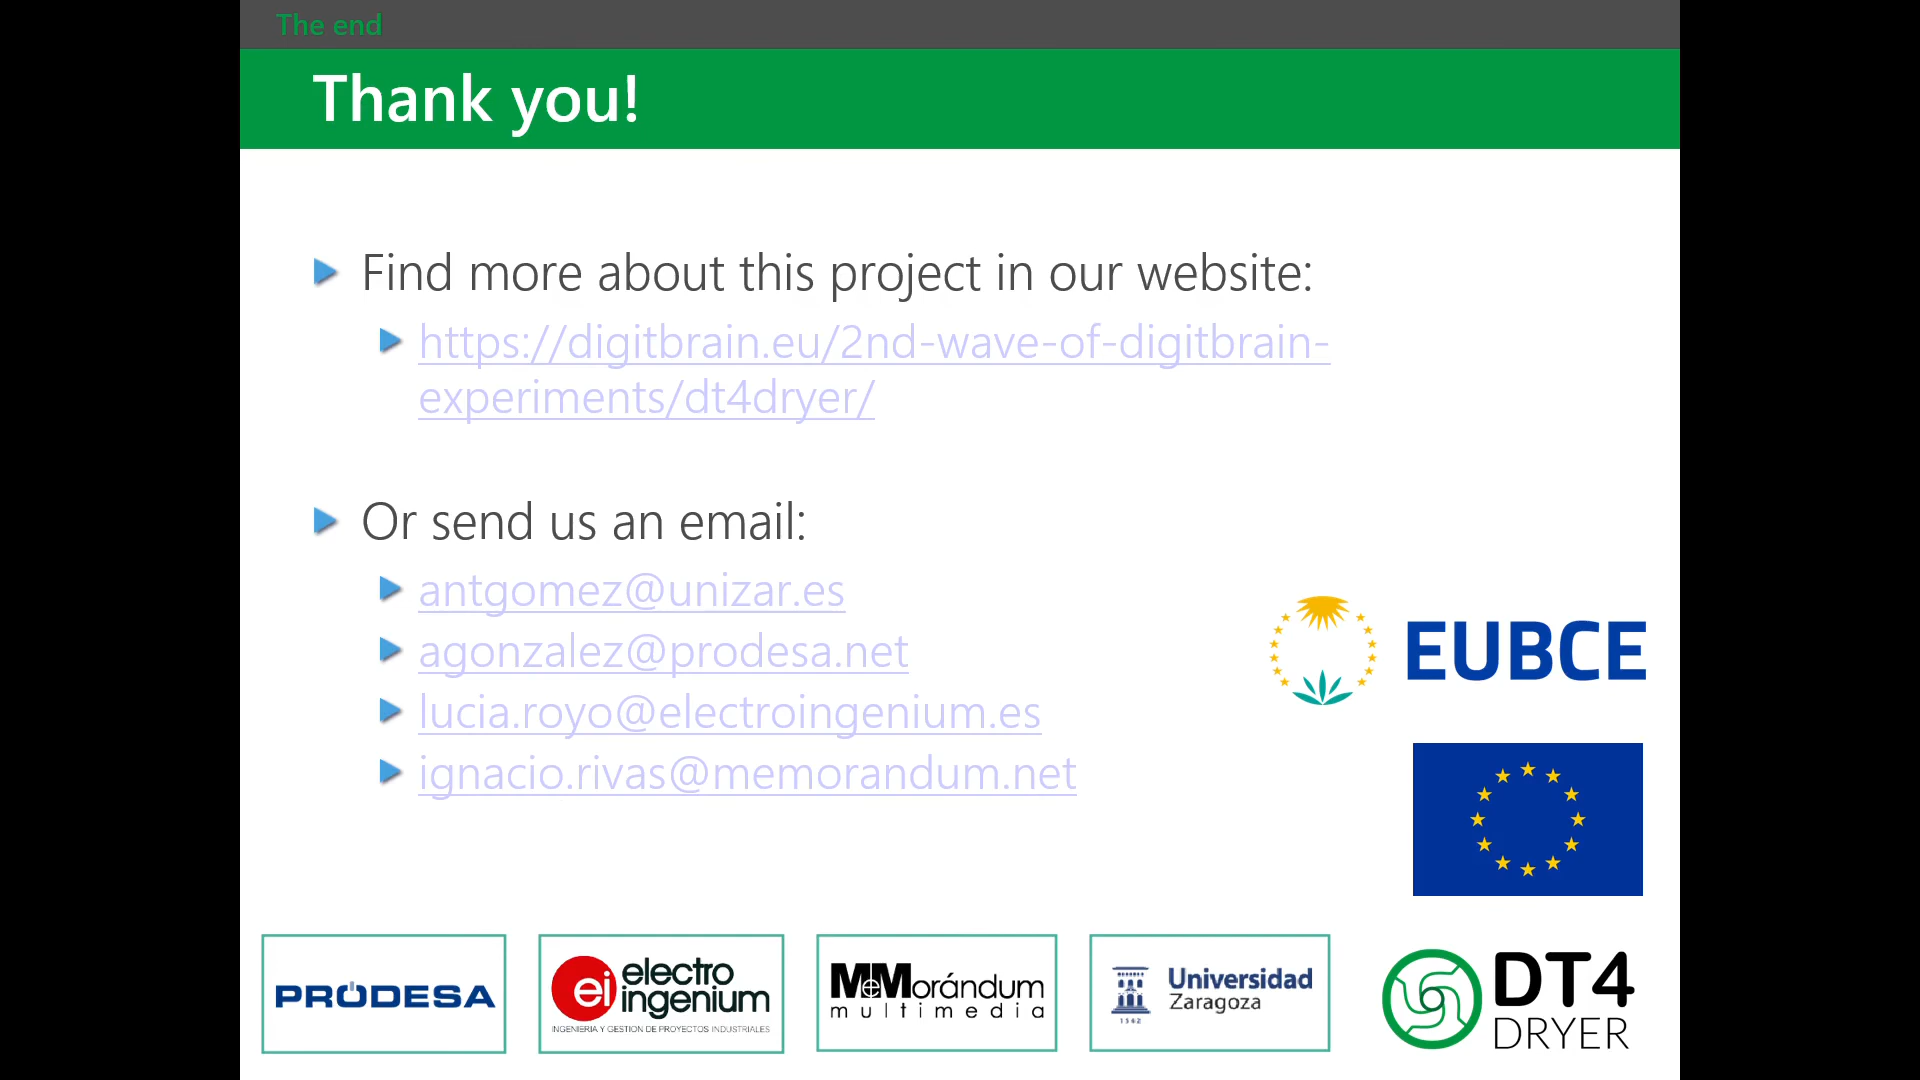 The end
Thank you!
Find more about this project in our website:
https://digitbrain.eu/2nd-wave-of-digitbrain-
experiments/dt4dryer/
Or send us an email:
antgomez@unizar.es
agonzalez@prodesa.net
lucia.royo@electroingenium.es
ignacio.rivas@memorandum.net
EUBCE
PRODESA
ei electro
ingenium
INGENIERIA Y GESTION DE PROYECTOS INDUSTRIALES
MeMorándum
multimedia
Universidad
Zaragoza
1542
DT4
DRYER